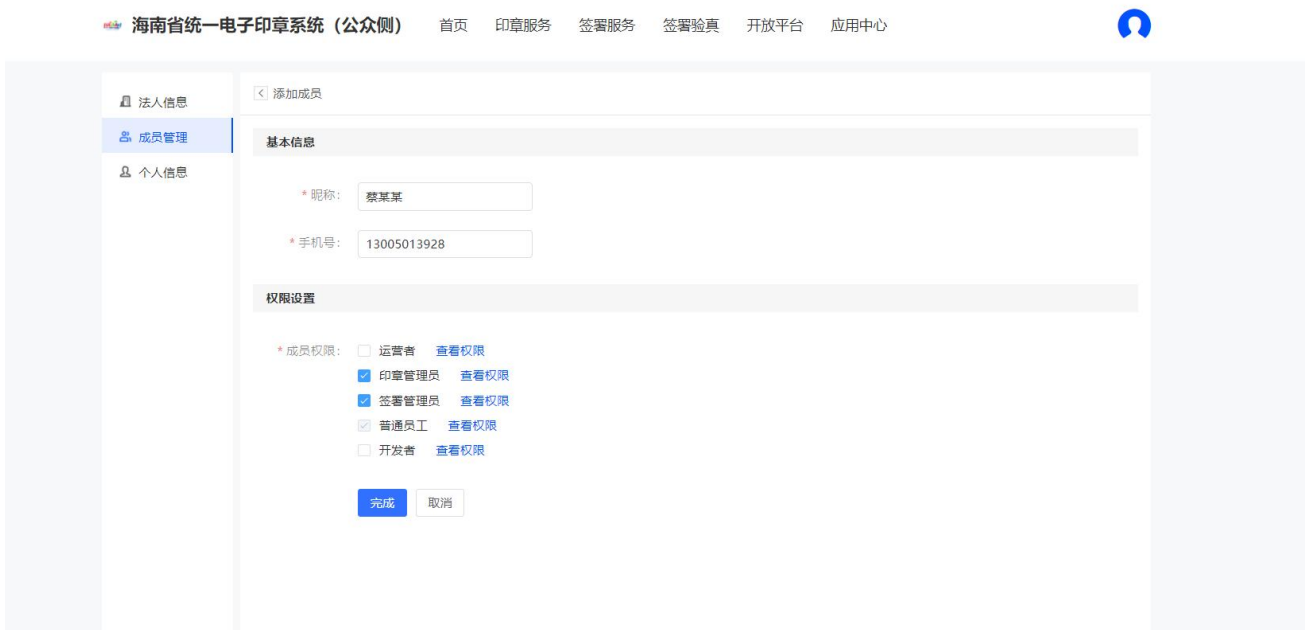 海南省统一电子印章系统（公众侧） 首页 印章服务 签署服务 签署验真 开放平台 应用中心
法人信息
成员管理
个人信息
添加成员
基本信息
* 昵称： 蔡某某
* 手机号： 13005013928
权限设置
* 成员权限： 运营者 查看权限
印章管理员 查看权限
签署管理员 查看权限
普通员工 查看权限
开发者 查看权限
完成 取消